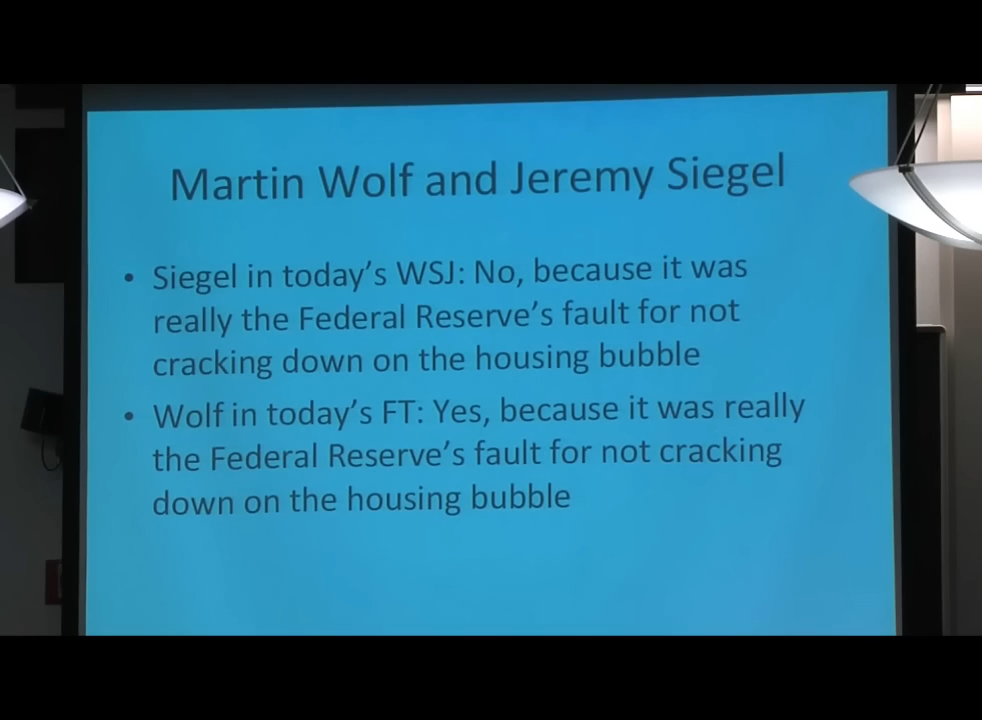 Martin Wolf and Jeremy Siegel
• Siegel in today's WSJ: No, because it was
really the Federal Reserve's fault for not
cracking down on the housing bubble
• Wolf in today's FT: Yes, because it was really
the Federal Reserve's fault for not cracking
down on the housing bubble